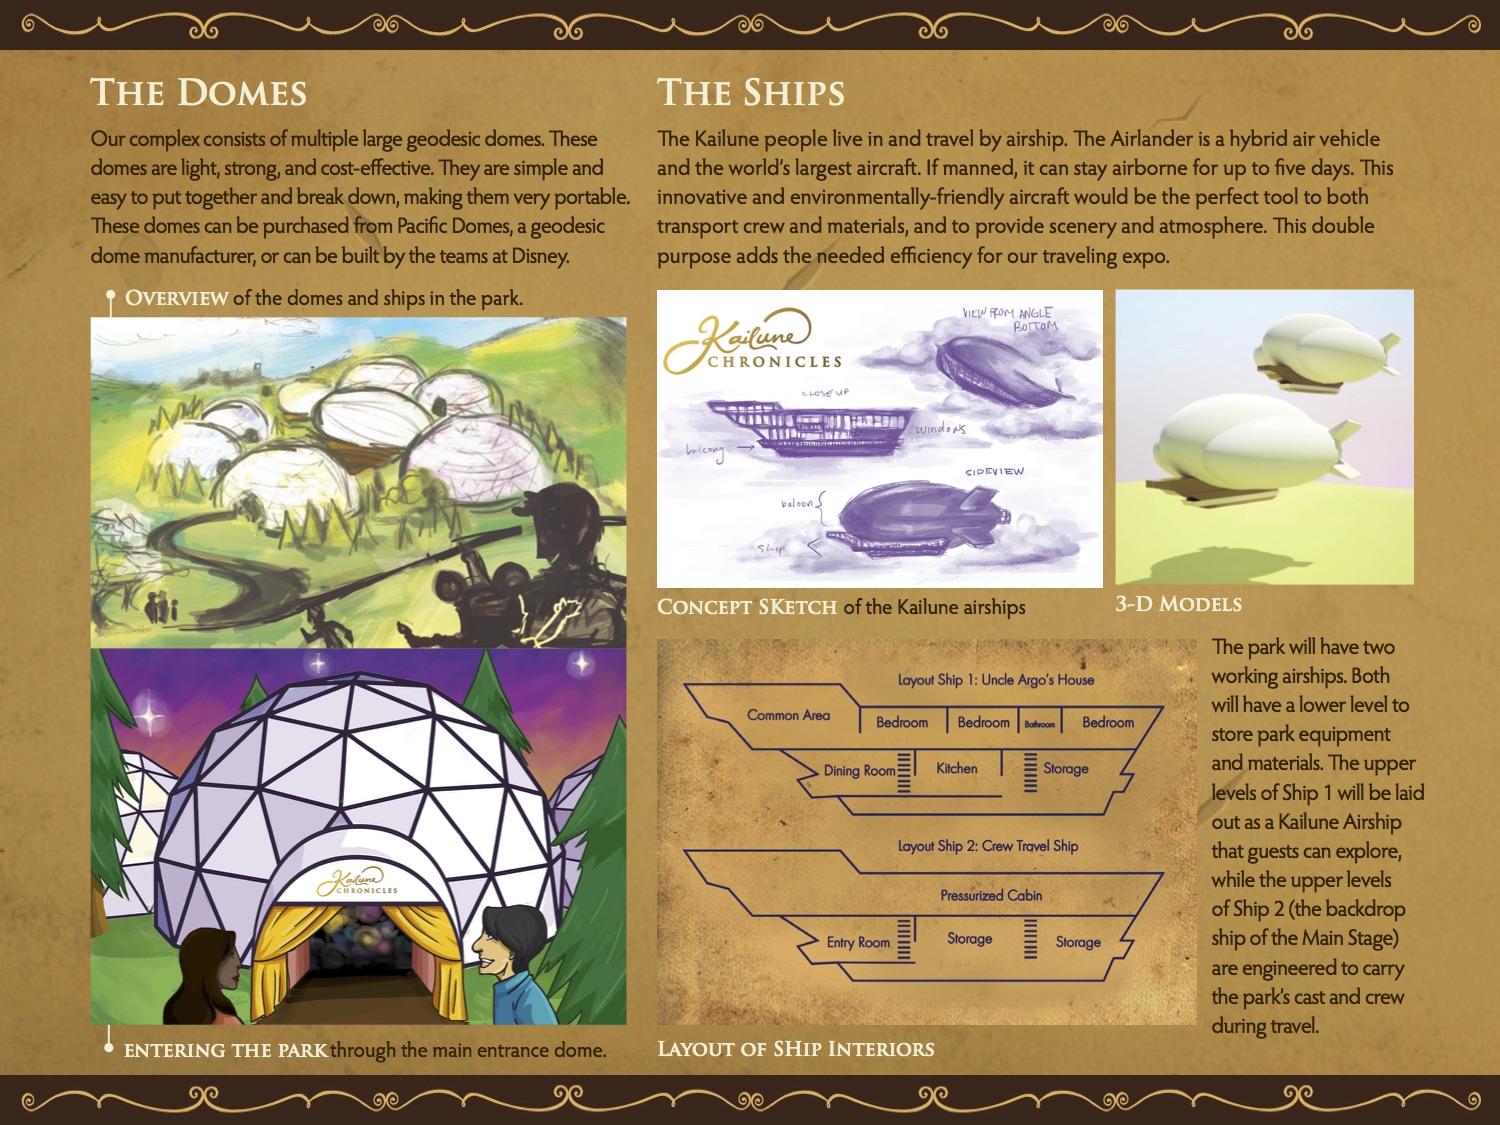 The Domes
Our complex consists of multiple large geodesic domes. These
domes are light, strong, and cost-effective. They are simple and
easy to put together and break down, making them very portable.
These domes can be purchased from Pacific Domes, a geodesic
dome manufacturer, or can be built by the teams at Disney.
Overview of the domes and ships in the park.
Kailune
CHRONICLES
entering the park through the main entrance dome.
The Ships
The Kailune people live in and travel by airship. The Airlander is a hybrid air vehicle
and the world's largest aircraft. If manned, it can stay airborne for up to five days. This
innovative and environmentally-friendly aircraft would be the perfect tool to both
transport crew and materials, and to provide scenery and atmosphere. This double
purpose adds the needed efficiency for our traveling expo.
Kailune
CHRONICLES
VIEW FROM ANGLE
BOTTOM
CLOSE UP
windows
balcony
SIDEVIEW
baloon
ship
Concept SKetch of the Kailune airships
3-D Models
Layout Ship 1: Uncle Argo's House
Common Area
Bedroom
Bedroom
Bathroom
Bedroom
Dining Room
Kitchen
Storage
Layout Ship 2: Crew Travel Ship
Pressurized Cabin
Entry Room
Storage
Storage
Layout of SHip Interiors
The park will have two
working airships. Both
will have a lower level to
store park equipment
and materials. The upper
levels of Ship 1 will be laid
out as a Kailune Airship
that guests can explore,
while the upper levels
of Ship 2 (the backdrop
ship of the Main Stage)
are engineered to carry
the park's cast and crew
during travel.